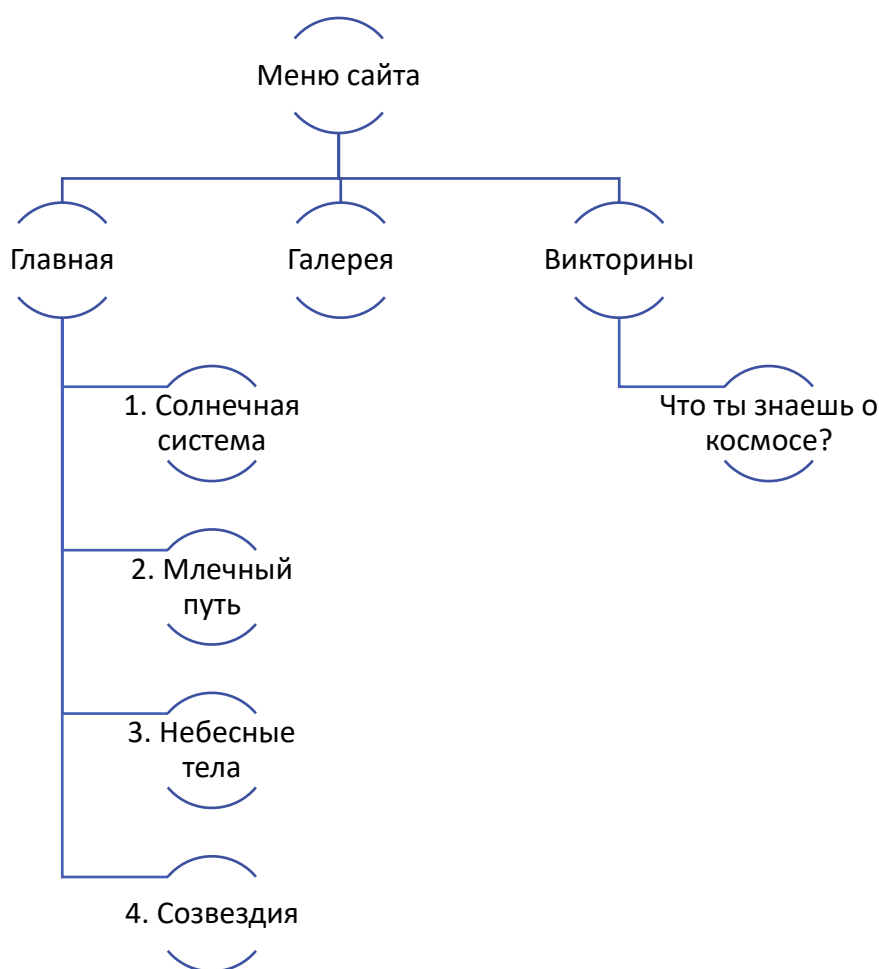 Меню сайта
Главная
Галерея
Викторины
1. Солнечная
система
Что ты знаешь о
космосе?
2. Млечный
путь
3. Небесные
тела
4. Созвездия